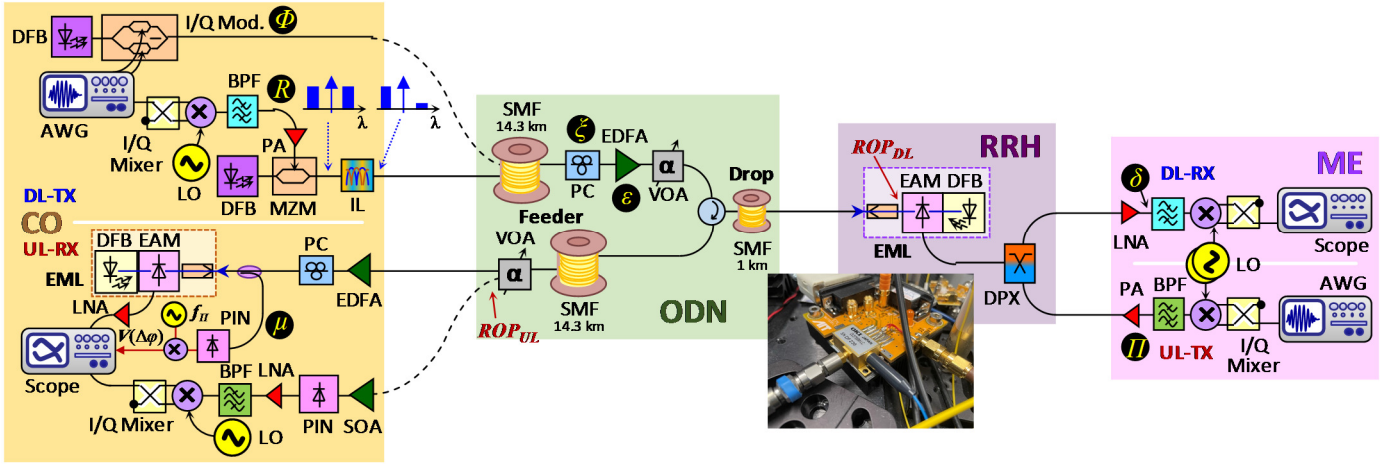 I/Q Mod.
Φ
DFB
AWG
I/Q
Mixer
BPF
R
PA
LO
λ
λ
DFB
MZM
IL
DL-TX
CO
UL-RX
DFB EAM
EML
PC
EDFA
LNA
V(Δφ)
fΠ
PIN
μ
Scope
I/Q Mixer
BPF
LNA
LO
PIN
SOA
SMF
14.3 km
ξ
EDFA
PC
ε
α
VOA
Feeder
VOA
α
ROPUL
SMF
14.3 km
Drop
SMF
1 km
ODN
ROPDL
RRH
EAM DFB
EML
DPX
ME
δ
DL-RX
LNA
Scope
LO
PA
BPF
AWG
Π
UL-TX
I/Q
Mixer